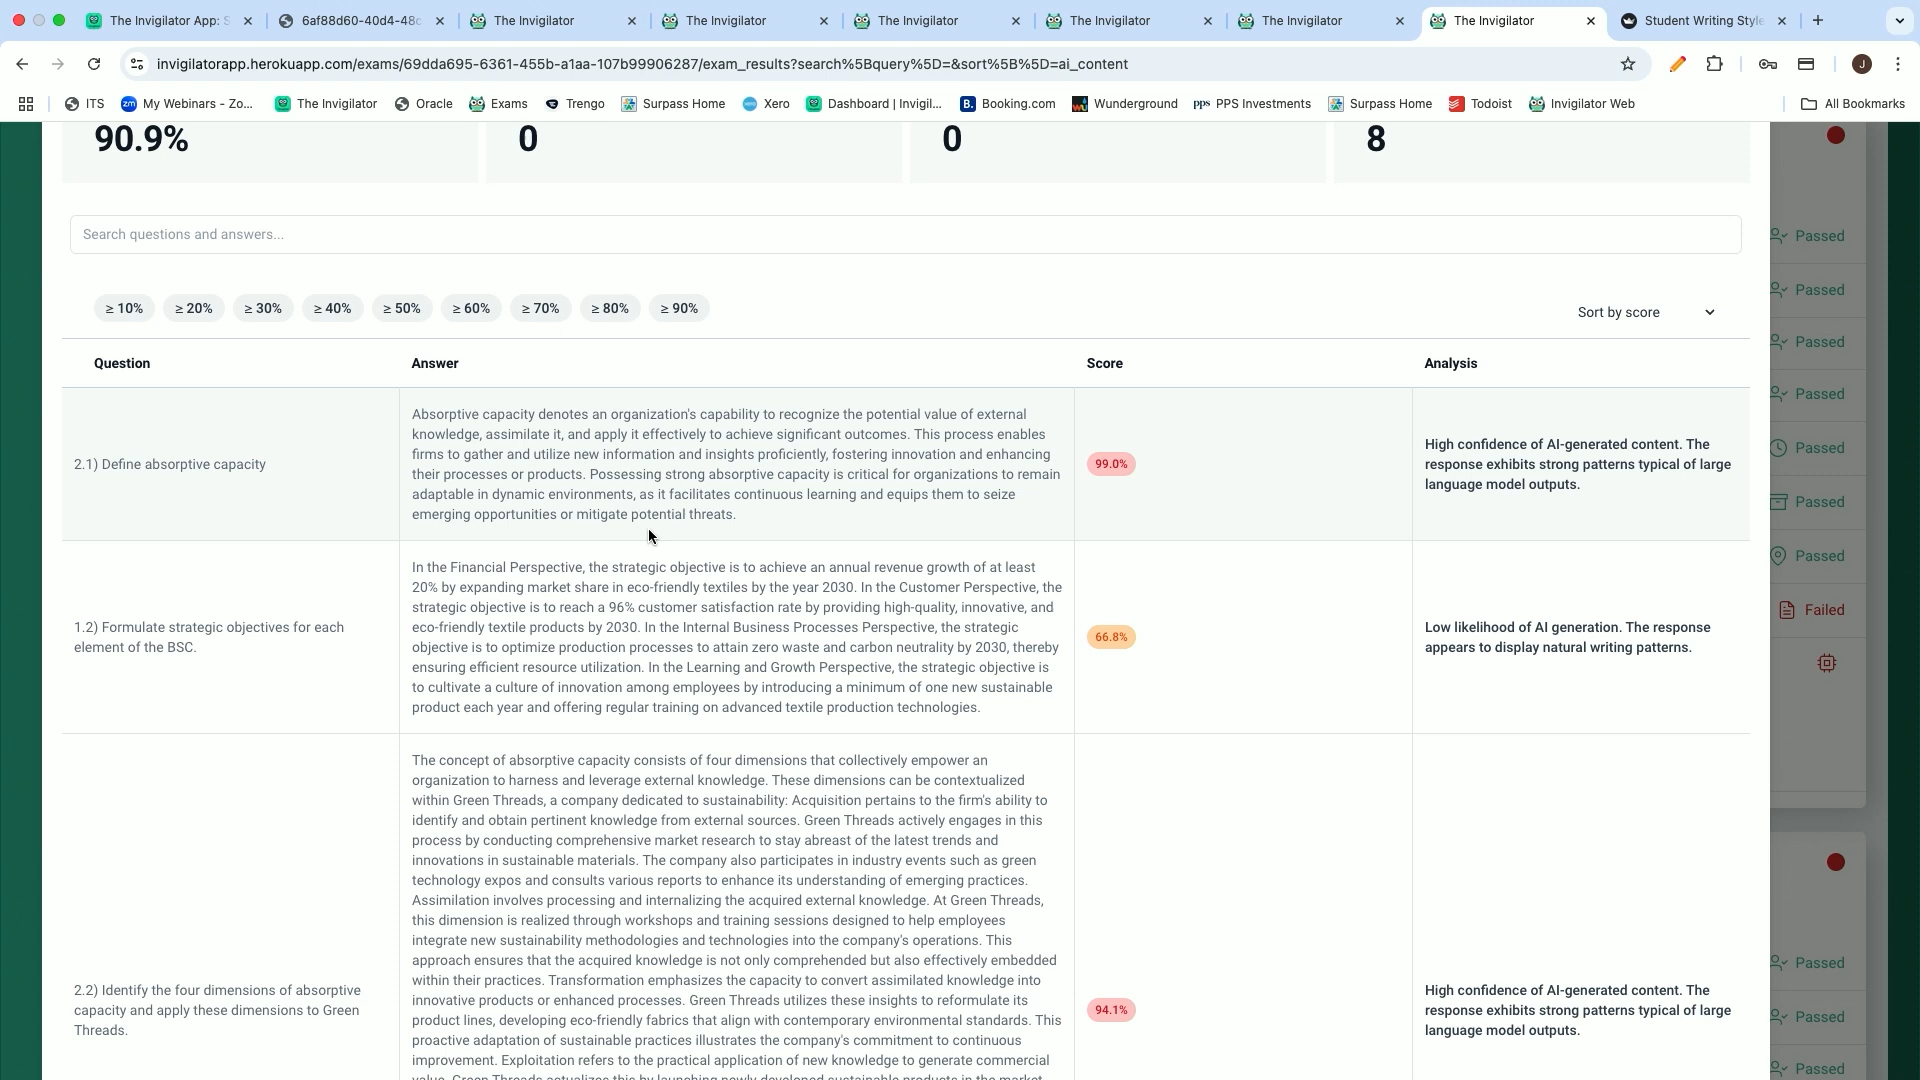 The Invigilator App: S
6af88d60-40d4-48c
The Invigilator
The Invigilator
The Invigilator
The Invigilator
The Invigilator
The Invigilator
Student Writing Style
invigilatorapp.herokuapp.com/exams/69dda695-6361-455b-a1aa-107b99906287/exam_results?search%5Bquery%5D=&sort%5B%5D=ai_content
J
ITS
zm My Webinars - Zo...
The Invigilator
Oracle
Exams
Trengo
Surpass Home
xero Xero
Dashboard | Invigil...
B. Booking.com
Wunderground
pps PPS Investments
Surpass Home
Todoist
Invigilator Web
All Bookmarks
90.9%
0
0
8
Search questions and answers...
≥ 10%
≥ 20%
≥ 30%
≥ 40%
≥ 50%
≥ 60%
≥ 70%
≥ 80%
≥ 90%
Sort by score
Question
Answer
Score
Analysis
2.1) Define absorptive capacity
Absorptive capacity denotes an organization's capability to recognize the potential value of external
knowledge, assimilate it, and apply it effectively to achieve significant outcomes. This process enables
firms to gather and utilize new information and insights proficiently, fostering innovation and enhancing
their processes or products. Possessing strong absorptive capacity is critical for organizations to remain
adaptable in dynamic environments, as it facilitates continuous learning and equips them to seize
emerging opportunities or mitigate potential threats.
99.0%
High confidence of AI-generated content. The
response exhibits strong patterns typical of large
language model outputs.
1.2) Formulate strategic objectives for each
element of the BSC.
In the Financial Perspective, the strategic objective is to achieve an annual revenue growth of at least
20% by expanding market share in eco-friendly textiles by the year 2030. In the Customer Perspective, the
strategic objective is to reach a 96% customer satisfaction rate by providing high-quality, innovative, and
eco-friendly textile products by 2030. In the Internal Business Processes Perspective, the strategic
objective is to optimize production processes to attain zero waste and carbon neutrality by 2030, thereby
ensuring efficient resource utilization. In the Learning and Growth Perspective, the strategic objective is
to cultivate a culture of innovation among employees by introducing a minimum of one new sustainable
product each year and offering regular training on advanced textile production technologies.
66.8%
Low likelihood of AI generation. The response
appears to display natural writing patterns.
2.2) Identify the four dimensions of absorptive
capacity and apply these dimensions to Green
Threads.
The concept of absorptive capacity consists of four dimensions that collectively empower an
organization to harness and leverage external knowledge. These dimensions can be contextualized
within Green Threads, a company dedicated to sustainability: Acquisition pertains to the firm's ability to
identify and obtain pertinent knowledge from external sources. Green Threads actively engages in this
process by conducting comprehensive market research to stay abreast of the latest trends and
innovations in sustainable materials. The company also participates in industry events such as green
technology expos and consults various reports to enhance its understanding of emerging practices.
Assimilation involves processing and internalizing the acquired external knowledge. At Green Threads,
this dimension is realized through workshops and training sessions designed to help employees
integrate new sustainability methodologies and technologies into the company's operations. This
approach ensures that the acquired knowledge is not only comprehended but also effectively embedded
within their practices. Transformation emphasizes the capacity to convert assimilated knowledge into
innovative products or enhanced processes. Green Threads utilizes these insights to reformulate its
product lines, developing eco-friendly fabrics that align with contemporary environmental standards. This
proactive adaptation of sustainable practices illustrates the company's commitment to continuous
improvement. Exploitation refers to the practical application of new knowledge to generate commercial
value. Green Threads actualizes this by launching newly developed sustainable products in the market
94.1%
High confidence of AI-generated content. The
response exhibits strong patterns typical of large
language model outputs.
Passed
Passed
Passed
Passed
Passed
Passed
Passed
Failed
Passed
Passed
Passed